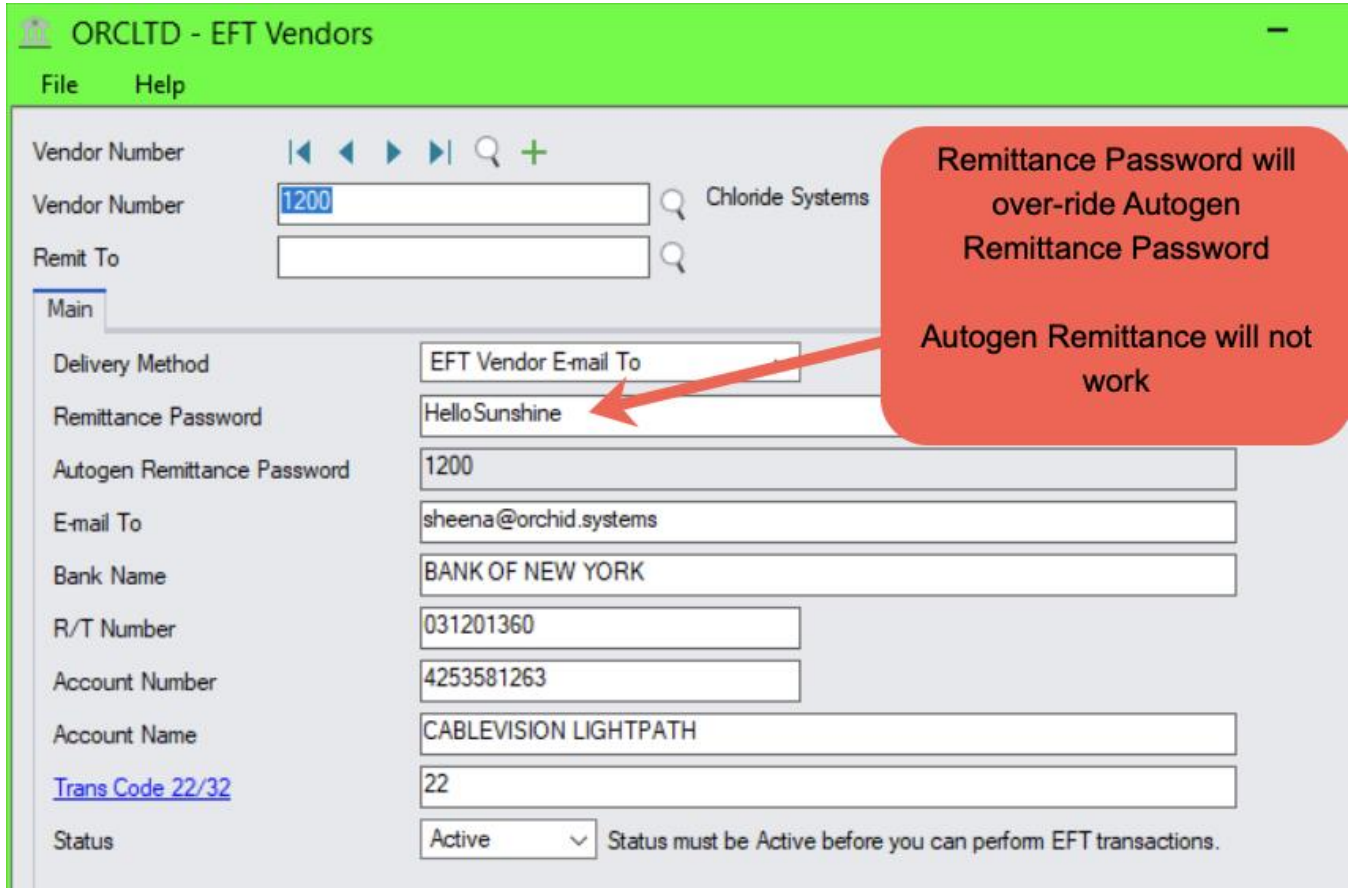 ORCLTD - EFT Vendors
File Help
Vendor Number
Vendor Number 1200 Chloride Systems
Remit To
Main
Remittance Password will
over-ride Autogen
Remittance Password
Autogen Remittance will not
work
Delivery Method EFT Vendor E-mail To
Remittance Password HelloSunshine
Autogen Remittance Password 1200
E-mail To sheena@orchid.systems
Bank Name BANK OF NEW YORK
R/T Number 031201360
Account Number 4253581263
Account Name CABLEVISION LIGHTPATH
Trans Code 22/32 22
Status Active Status must be Active before you can perform EFT transactions.